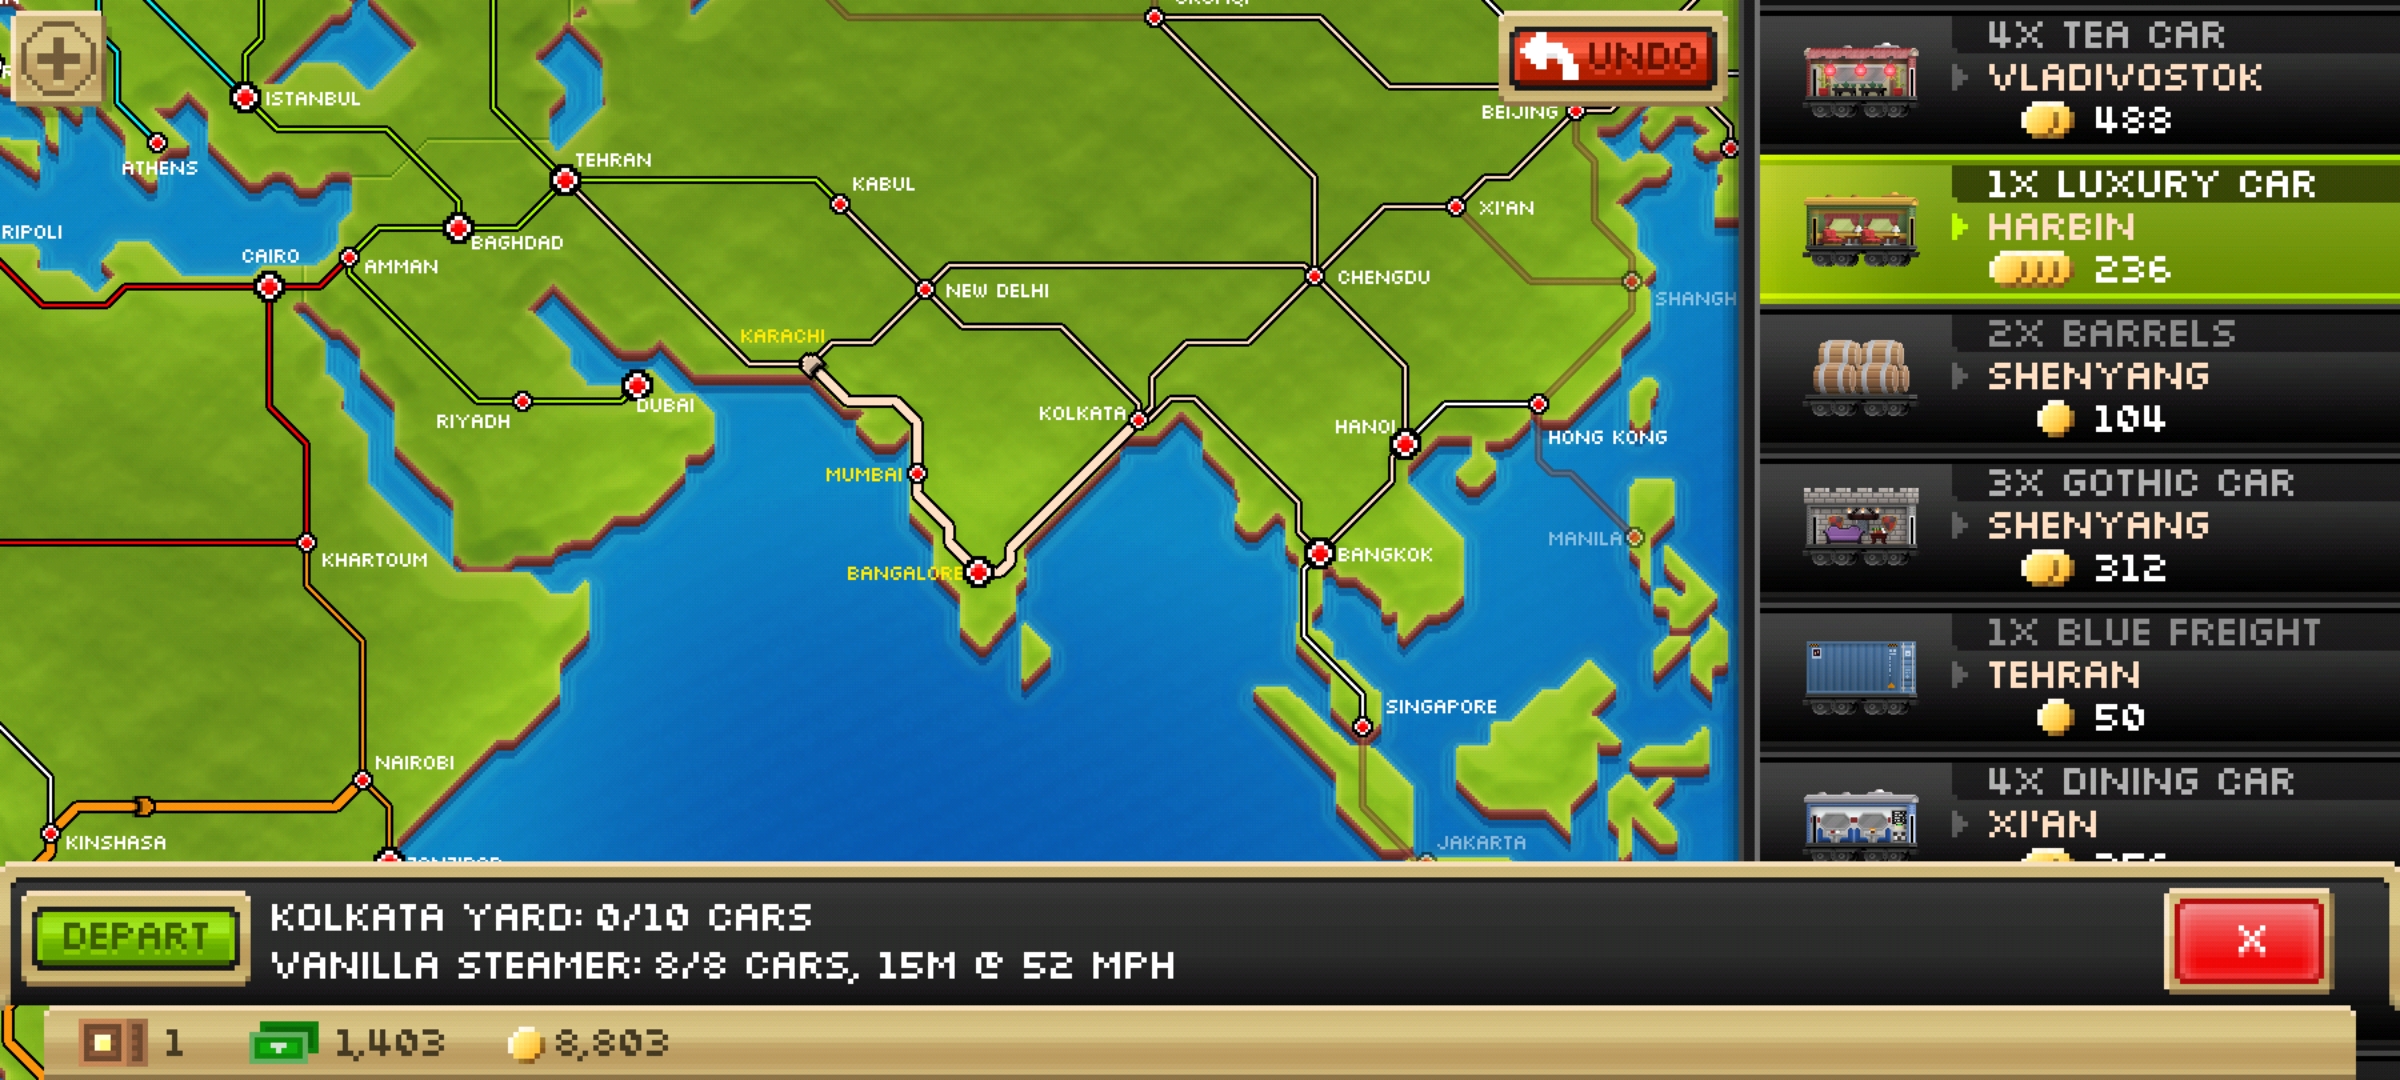 UNDO
ISTANBUL
ATHENS
TEHRAN
KABUL
BEIJING
XI'AN
RIPOLI
CAIRO
AMMAN
BAGHDAD
NEW DELHI
CHENGDU
SHANGH
KARACHI
RIYADH
DUBAI
KOLKATA
HANOI
HONG KONG
MUMBAI
BANGALORE
KHARTOUM
MANILA
BANGKOK
SINGAPORE
NAIROBI
KINSHASA
JAKARTA
4X TEA CAR
VLADIVOSTOK
488
1X LUXURY CAR
HARBIN
236
2X BARRELS
SHENYANG
104
3X GOTHIC CAR
SHENYANG
312
1X BLUE FREIGHT
TEHRAN
50
4X DINING CAR
XI'AN
DEPART
KOLKATA YARD: 0/10 CARS
VANILLA STEAMER: 8/8 CARS, 15M @ 52 MPH
X
1
1,403
8,803